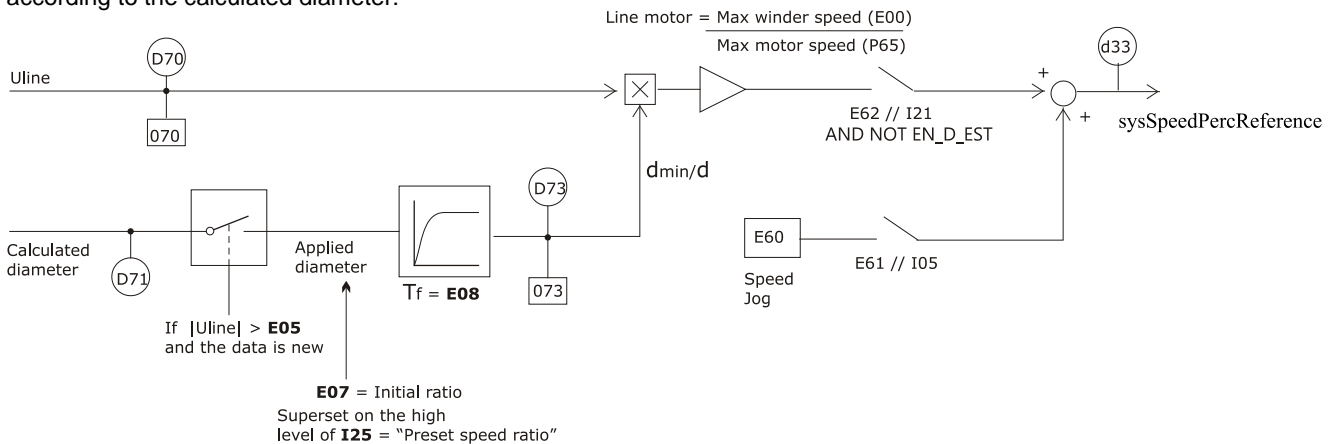 according to the calculated diameter.
Line motor = Max winder speed (E00)
Max motor speed (P65)
D70
d33
Uline
+
070
E62 // I21
AND NOT EN_D_EST
+
sysSpeedPercReference
dmin/d
D73
Calculated
diameter
D71
Applied
diameter
Tf = E08
073
E60
Speed
Jog
E61 // I05
If |Uline| > E05
and the data is new
E07 = Initial ratio
Superset on the high
level of I25 = “Preset speed ratio”